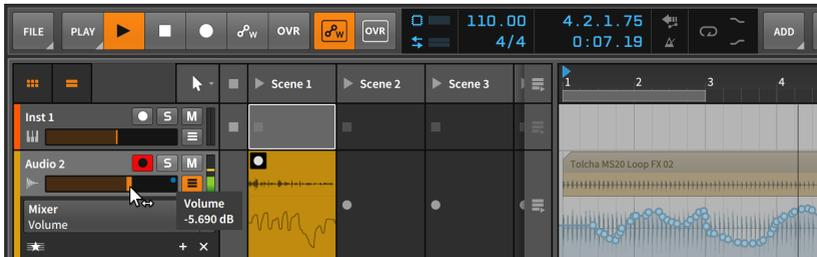 FILE PLAY OVR OVR 110.00 4.2.1.75 ADD
4/4 0:07.19
Scene 1 Scene 2 Scene 3 1 2 3 4
Inst 1 S M
Tolcha MS20 Loop FX 02
Audio 2 S M
Volume
-5.690 dB
Mixer
Volume